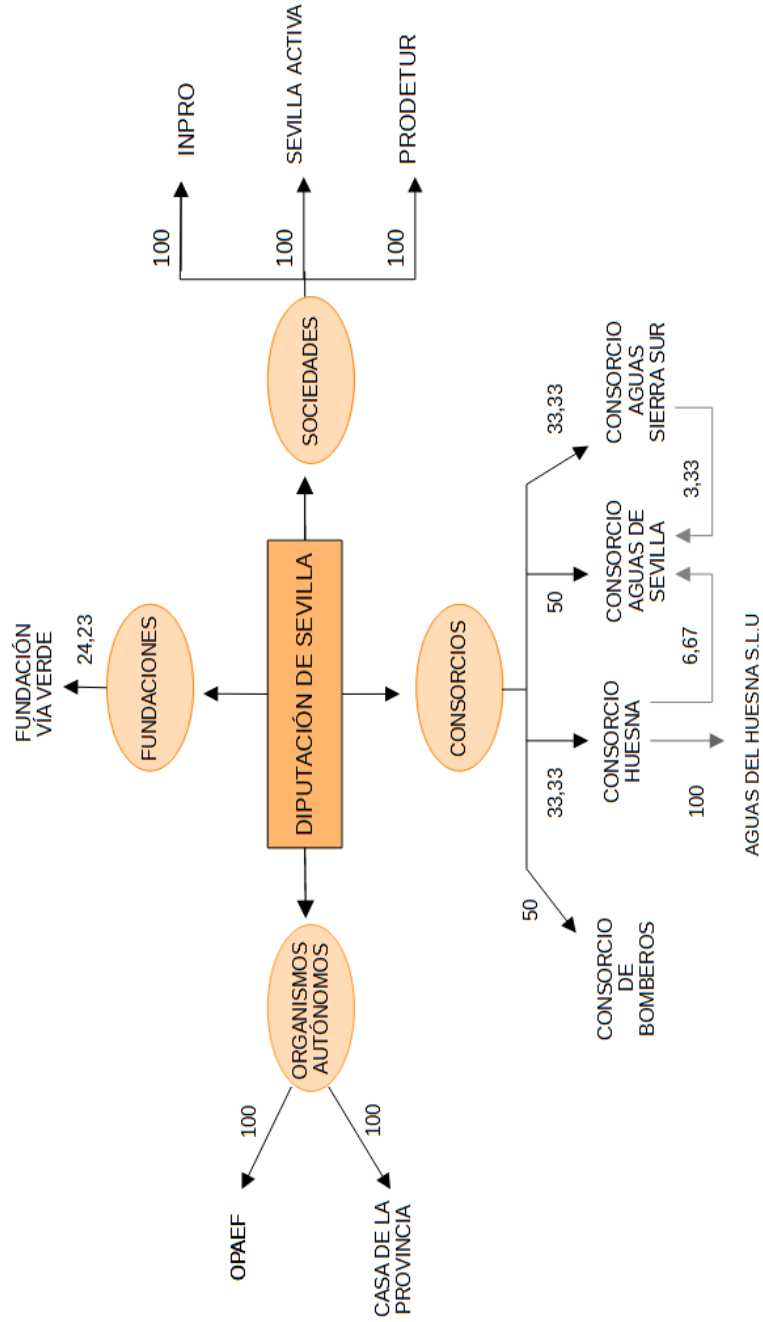 FUNDACIÓN
VÍA VERDE
24,23
FUNDACIONES
DIPUTACIÓN DE SEVILLA
ORGANISMOS
AUTÓNOMOS
100
OPAEF
100
CASA DE LA
PROVINCIA
SOCIEDADES
100
INPRO
100
SEVILLA ACTIVA
100
PRODETUR
CONSORCIOS
50
CONSORCIO
DE
BOMBEROS
33,33
CONSORCIO
HUESNA
50
CONSORCIO
AGUAS DE
SEVILLA
33,33
CONSORCIO
AGUAS
SIERRA SUR
100
6,67
3,33
AGUAS DEL HUESNA S.L.U